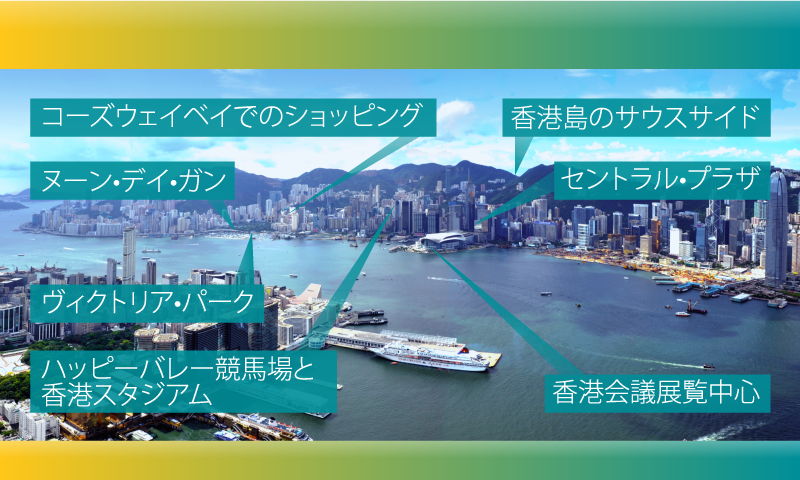 コーズウェイベイでのショッピング
香港島のサウスサイド
ヌーン・デイ・ガン
セントラル・プラザ
ヴィクトリア・パーク
ハッピーバレー競馬場と
香港スタジアム
香港会議展覧中心